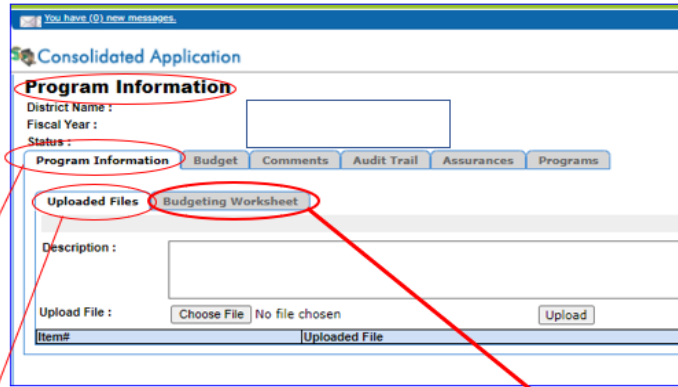 You have (0) new messages.
Consolidated Application
Program Information
District Name :
Fiscal Year :
Status :
Program Information Budget Comments Audit Trail Assurances Programs
Uploaded Files Budgeting Worksheet
Description :
Upload File : Choose File No file chosen Upload
Item# Uploaded File